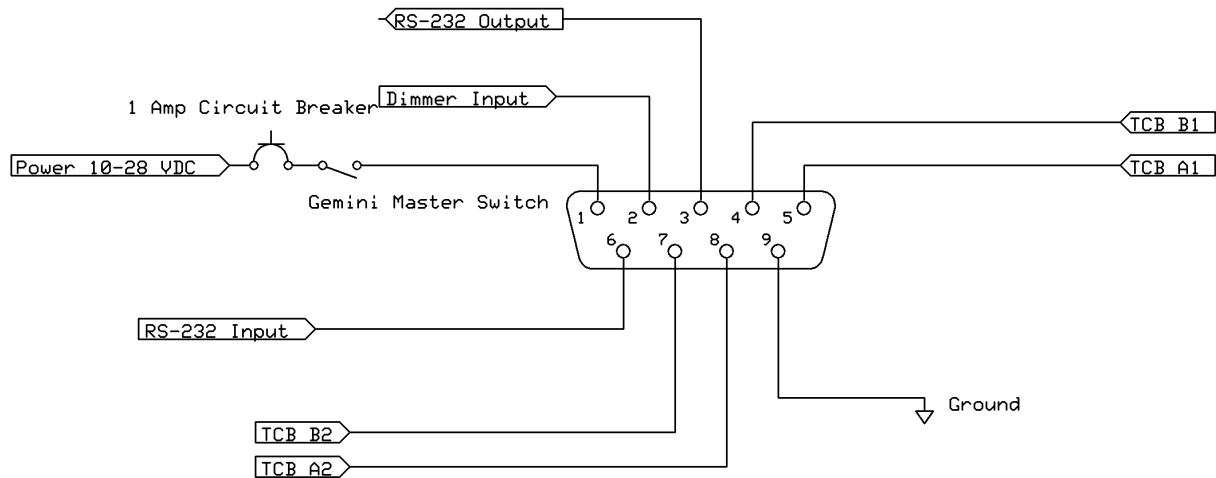 RS-232 Output
Dimmer Input
1 Amp Circuit Breaker
TCB B1
Power 10-28 VDC
TCB A1
Gemini Master Switch
1 2 3 4 5
6 7 8 9
RS-232 Input
Ground
TCB B2
TCB A2